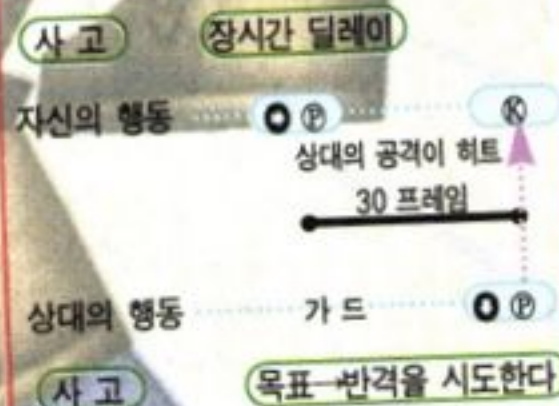 사 고 장시간 딜레이
자신의 행동 O Ⓟ Ⓚ
상대의 공격이 히트
30 프레임
상대의 행동 가 드 O Ⓟ
사 고 목표→반격을 시도한다